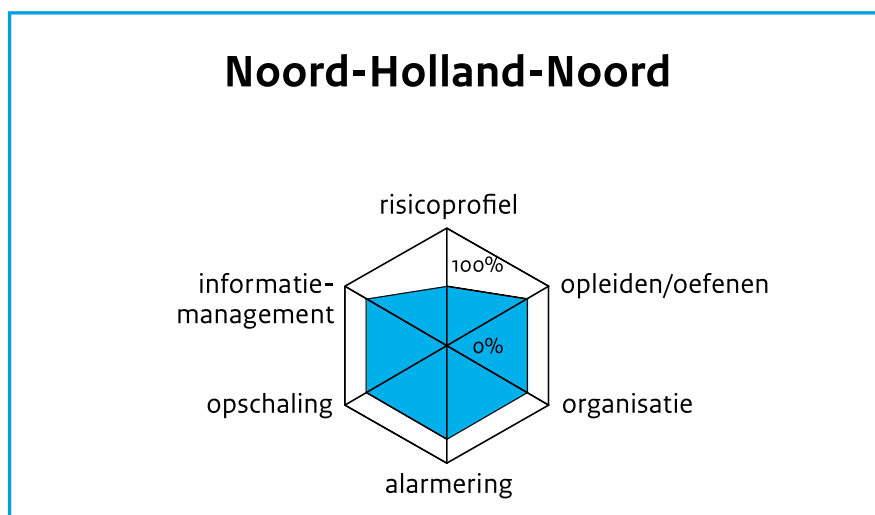 Noord-Holland-Noord
risicoprofiel
100%
informatie-
management
opleiden/oefenen
0%
opschaling
organisatie
alarmering